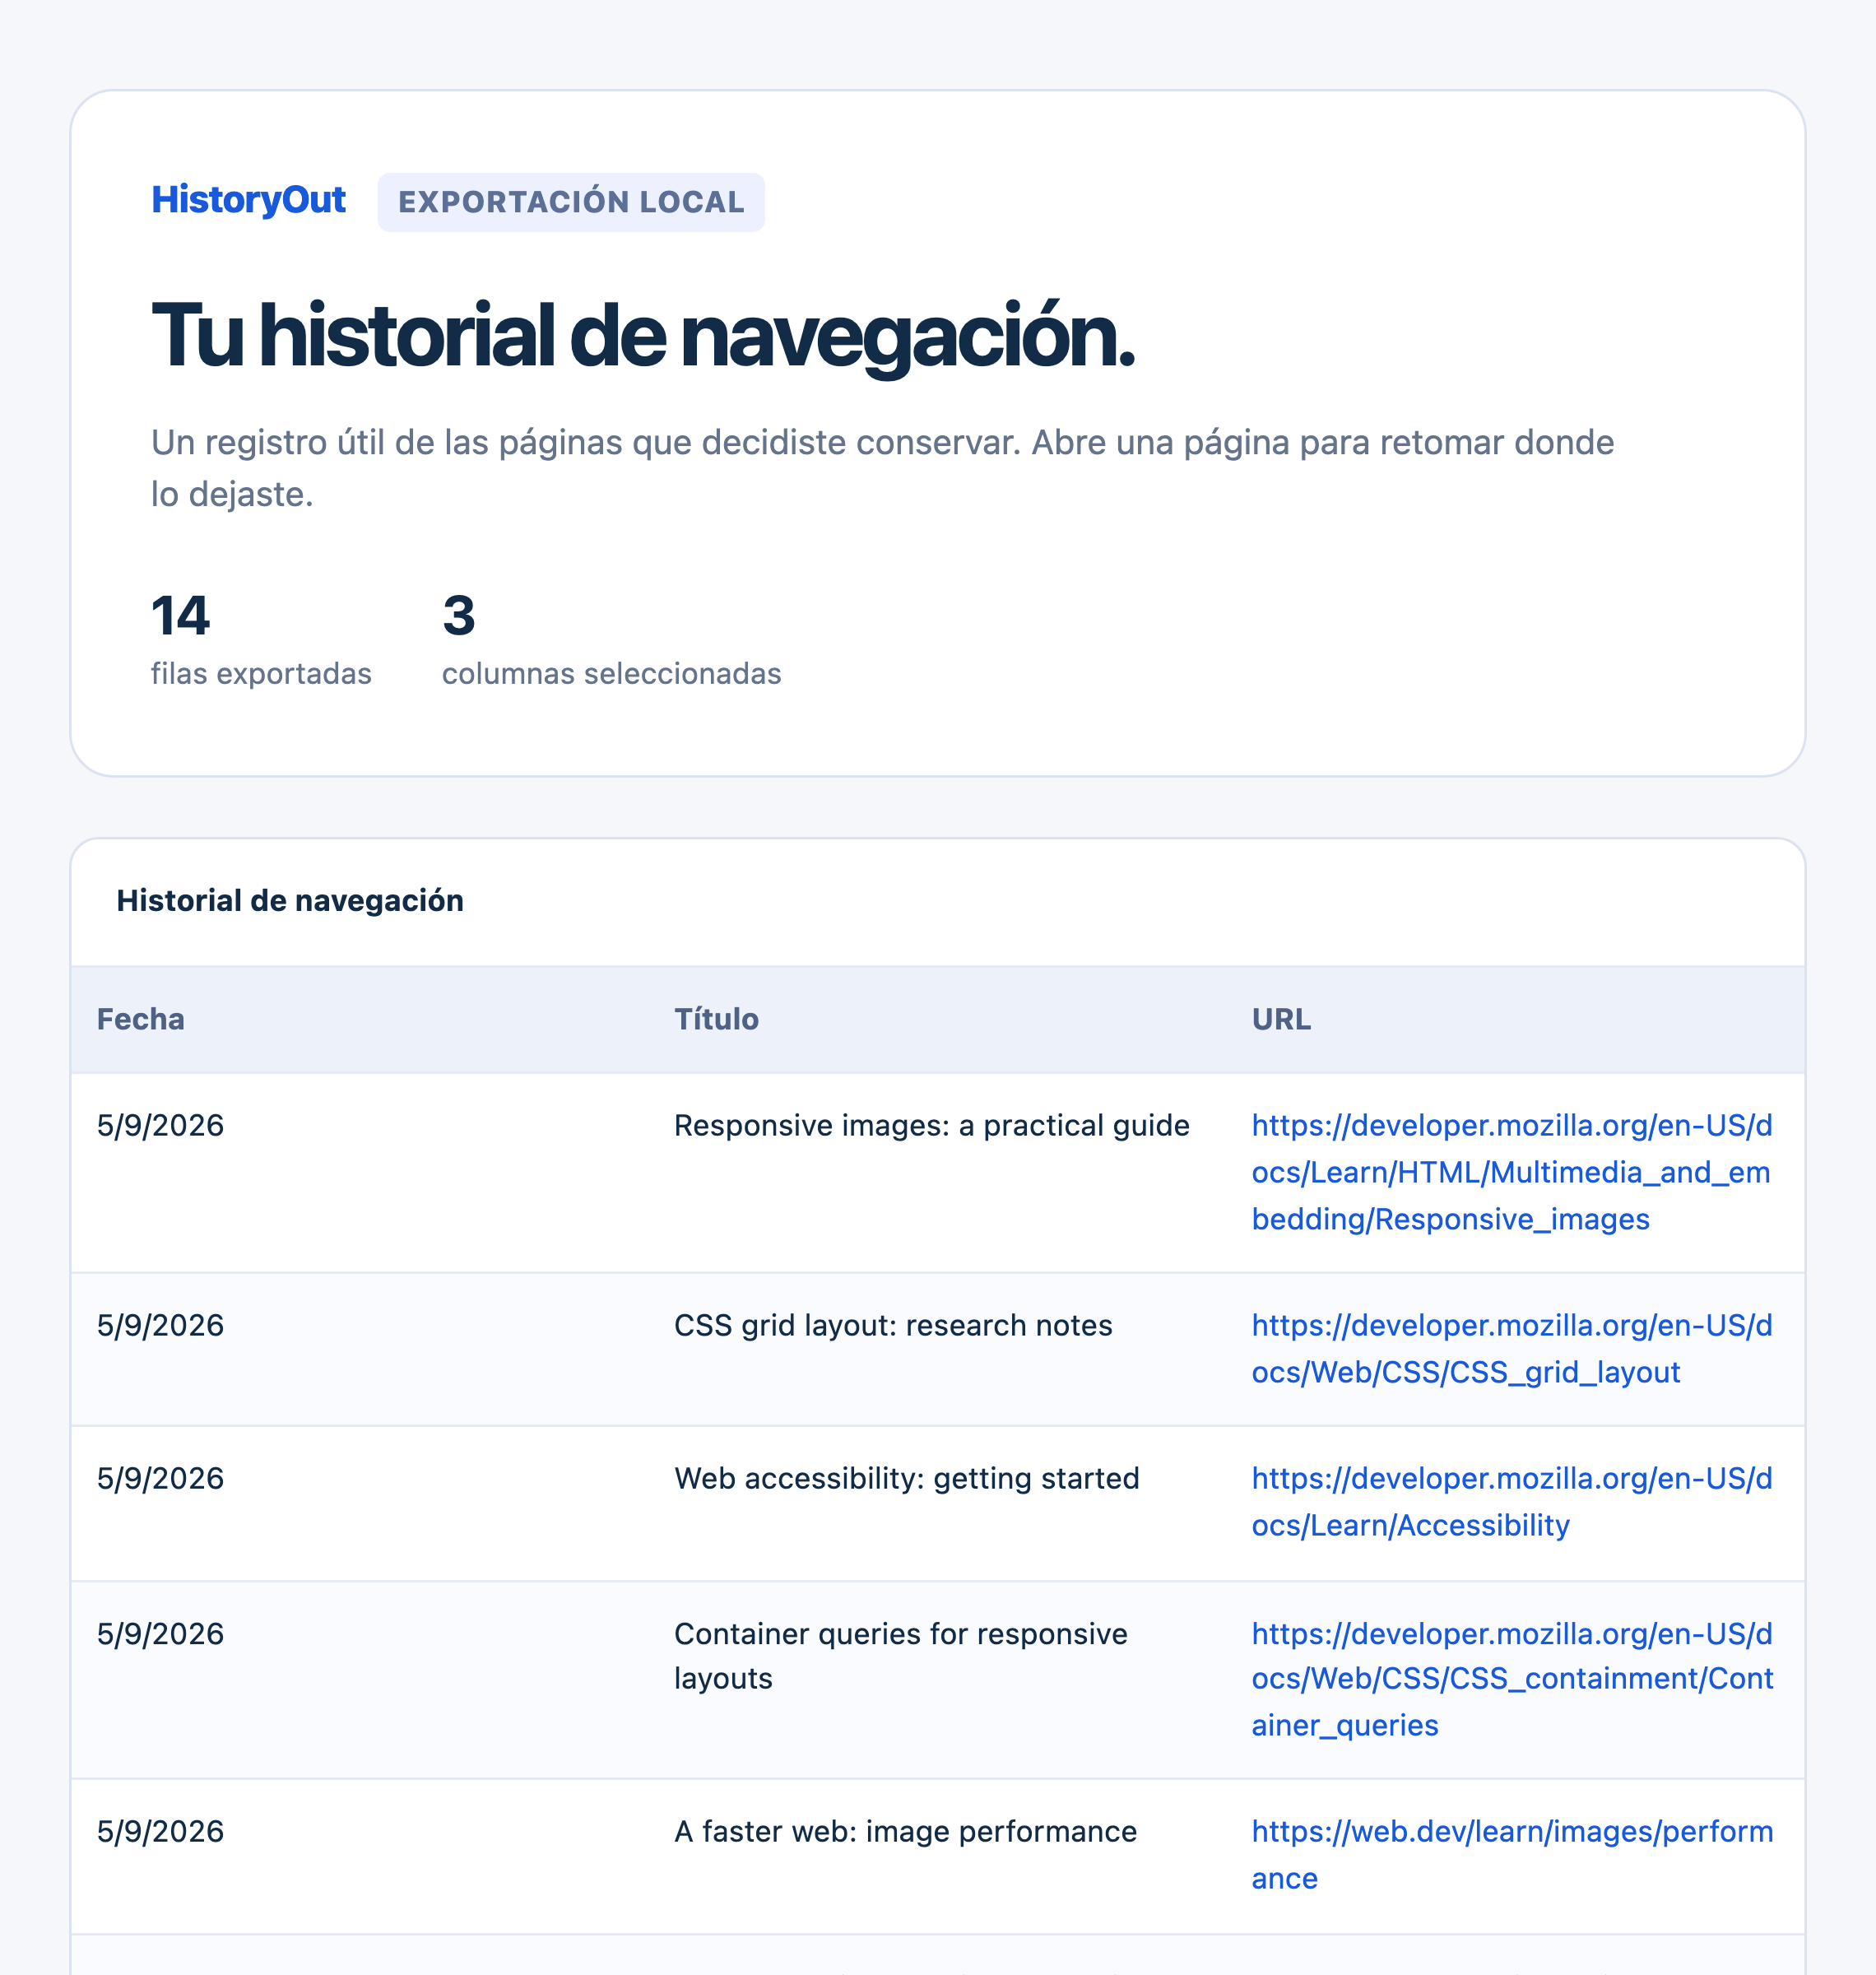 HistoryOut EXPORTACIÓN LOCAL
Tu historial de navegación.
Un registro útil de las páginas que decidiste conservar. Abre una página para retomar donde
lo dejaste.
14 3
filas exportadas columnas seleccionadas
Historial de navegación
Fecha Título URL
5/9/2026 Responsive images: a practical guide https://developer.mozilla.org/en-US/d
ocs/Learn/HTML/Multimedia_and_em
bedding/Responsive_images
5/9/2026 CSS grid layout: research notes https://developer.mozilla.org/en-US/d
ocs/Web/CSS/CSS_grid_layout
5/9/2026 Web accessibility: getting started https://developer.mozilla.org/en-US/d
ocs/Learn/Accessibility
5/9/2026 Container queries for responsive https://developer.mozilla.org/en-US/d
layouts ocs/Web/CSS/CSS_containment/Cont
ainer_queries
5/9/2026 A faster web: image performance https://web.dev/learn/images/perform
ance